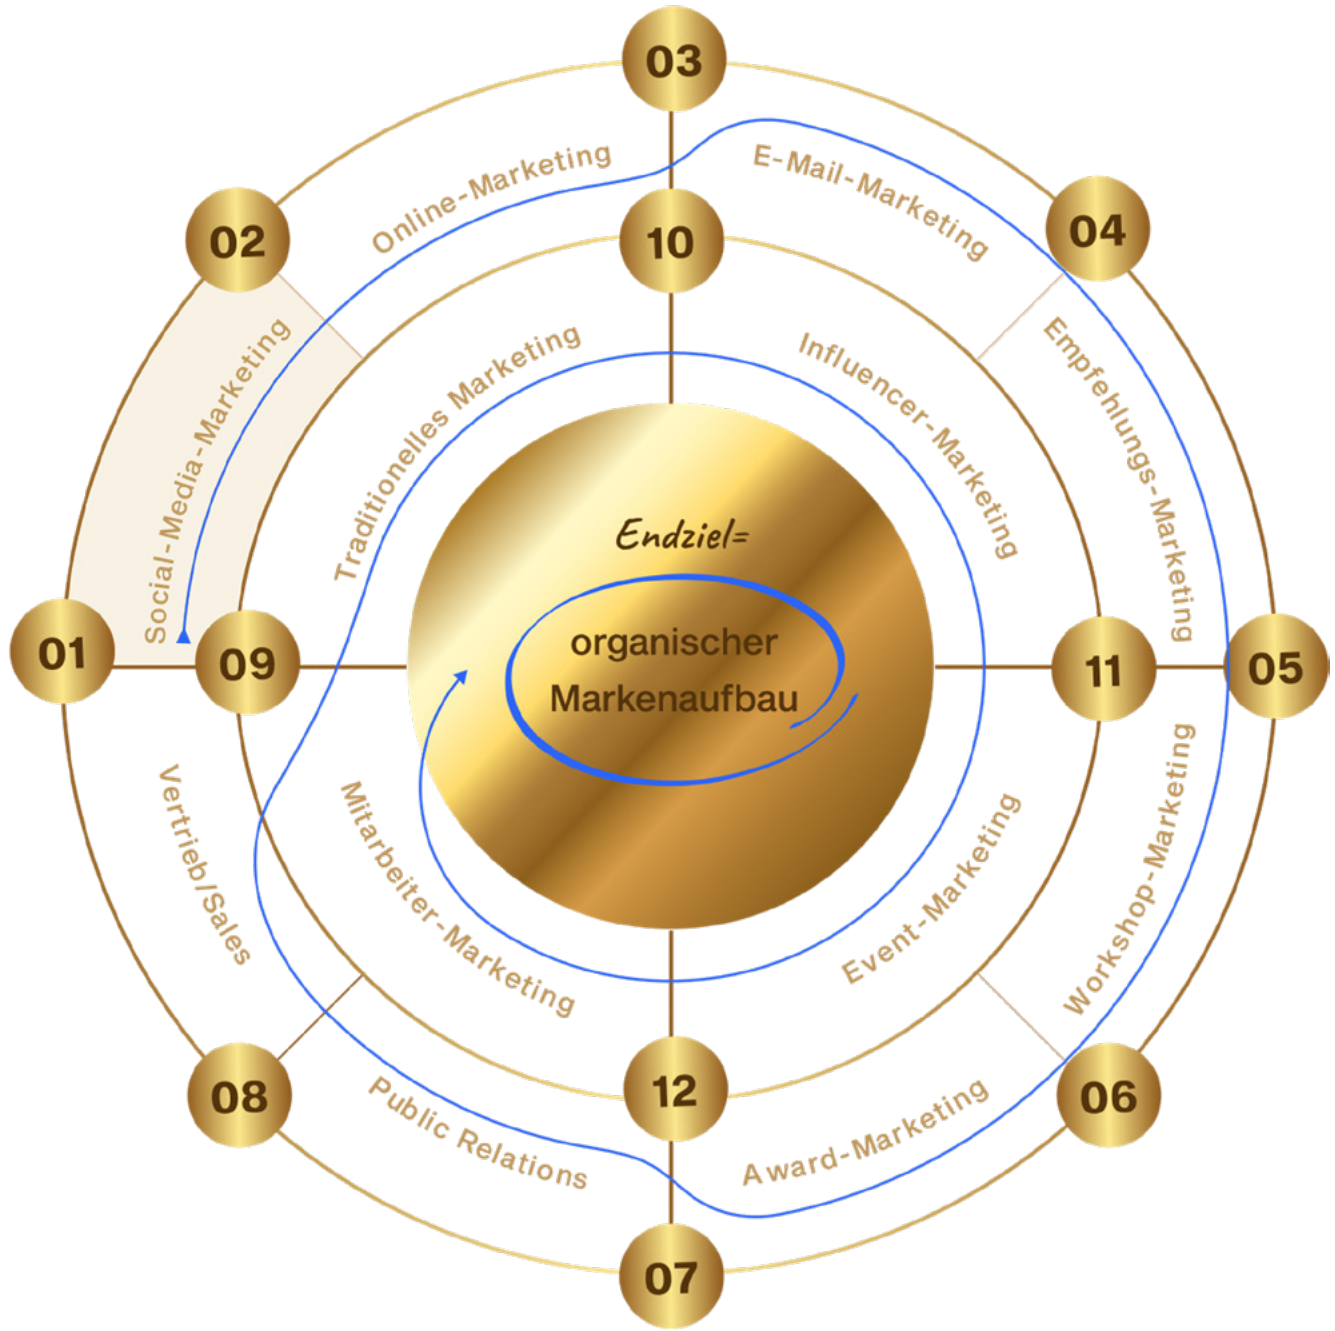 03
02
Online-Marketing
E-Mail-Marketing
04
10
Social-Media-Marketing
Traditionelles Marketing
Influencer-Marketing
Empfehlungs-Marketing
Endziel=
organischer
Markenaufbau
01
09
11
05
Vertrieb/Sales
Mitarbeiter-Marketing
Event-Marketing
Workshop-Marketing
08
Public Relations
12
Award-Marketing
06
07